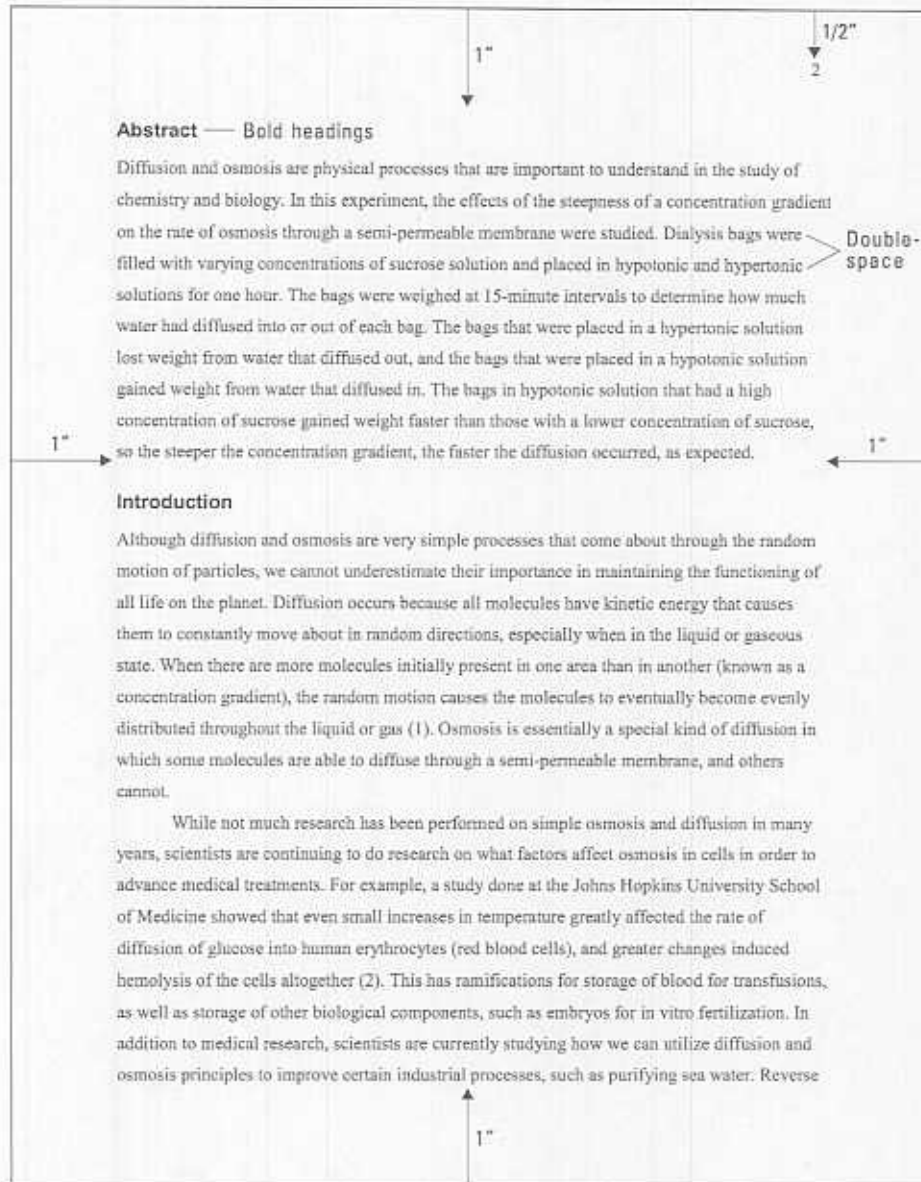 1"
1/2"
2
Abstract — Bold headings
Diffusion and osmosis are physical processes that are important to understand in the study of
chemistry and biology. In this experiment, the effects of the steepness of a concentration gradient
on the rate of osmosis through a semi-permeable membrane were studied. Dialysis bags were
filled with varying concentrations of sucrose solution and placed in hypotonic and hypertonic
Double-
space
solutions for one hour. The bags were weighed at 15-minute intervals to determine how much
water had diffused into or out of each bag. The bags that were placed in a hypertonic solution
lost weight from water that diffused out, and the bags that were placed in a hypotonic solution
gained weight from water that diffused in. The bags in hypotonic solution that had a high
concentration of sucrose gained weight faster than those with a lower concentration of sucrose,
1"
so the steeper the concentration gradient, the faster the diffusion occurred, as expected.
1"
Introduction
Although diffusion and osmosis are very simple processes that come about through the random
motion of particles, we cannot underestimate their importance in maintaining the functioning of
all life on the planet. Diffusion occurs because all molecules have kinetic energy that causes
them to constantly move about in random directions, especially when in the liquid or gaseous
state. When there are more molecules initially present in one area than in another (known as a
concentration gradient), the random motion causes the molecules to eventually become evenly
distributed throughout the liquid or gas (1). Osmosis is essentially a special kind of diffusion in
which some molecules are able to diffuse through a semi-permeable membrane, and others
cannot.
While not much research has been performed on simple osmosis and diffusion in many
years, scientists are continuing to do research on what factors affect osmosis in cells in order to
advance medical treatments. For example, a study done at the Johns Hopkins University School
of Medicine showed that even small increases in temperature greatly affected the rate of
diffusion of glucose into human erythrocytes (red blood cells), and greater changes induced
hemolysis of the cells altogether (2). This has ramifications for storage of blood for transfusions,
as well as storage of other biological components, such as embryos for in vitro fertilization. In
addition to medical research, scientists are currently studying how we can utilize diffusion and
osmosis principles to improve certain industrial processes, such as purifying sea water. Reverse
1"